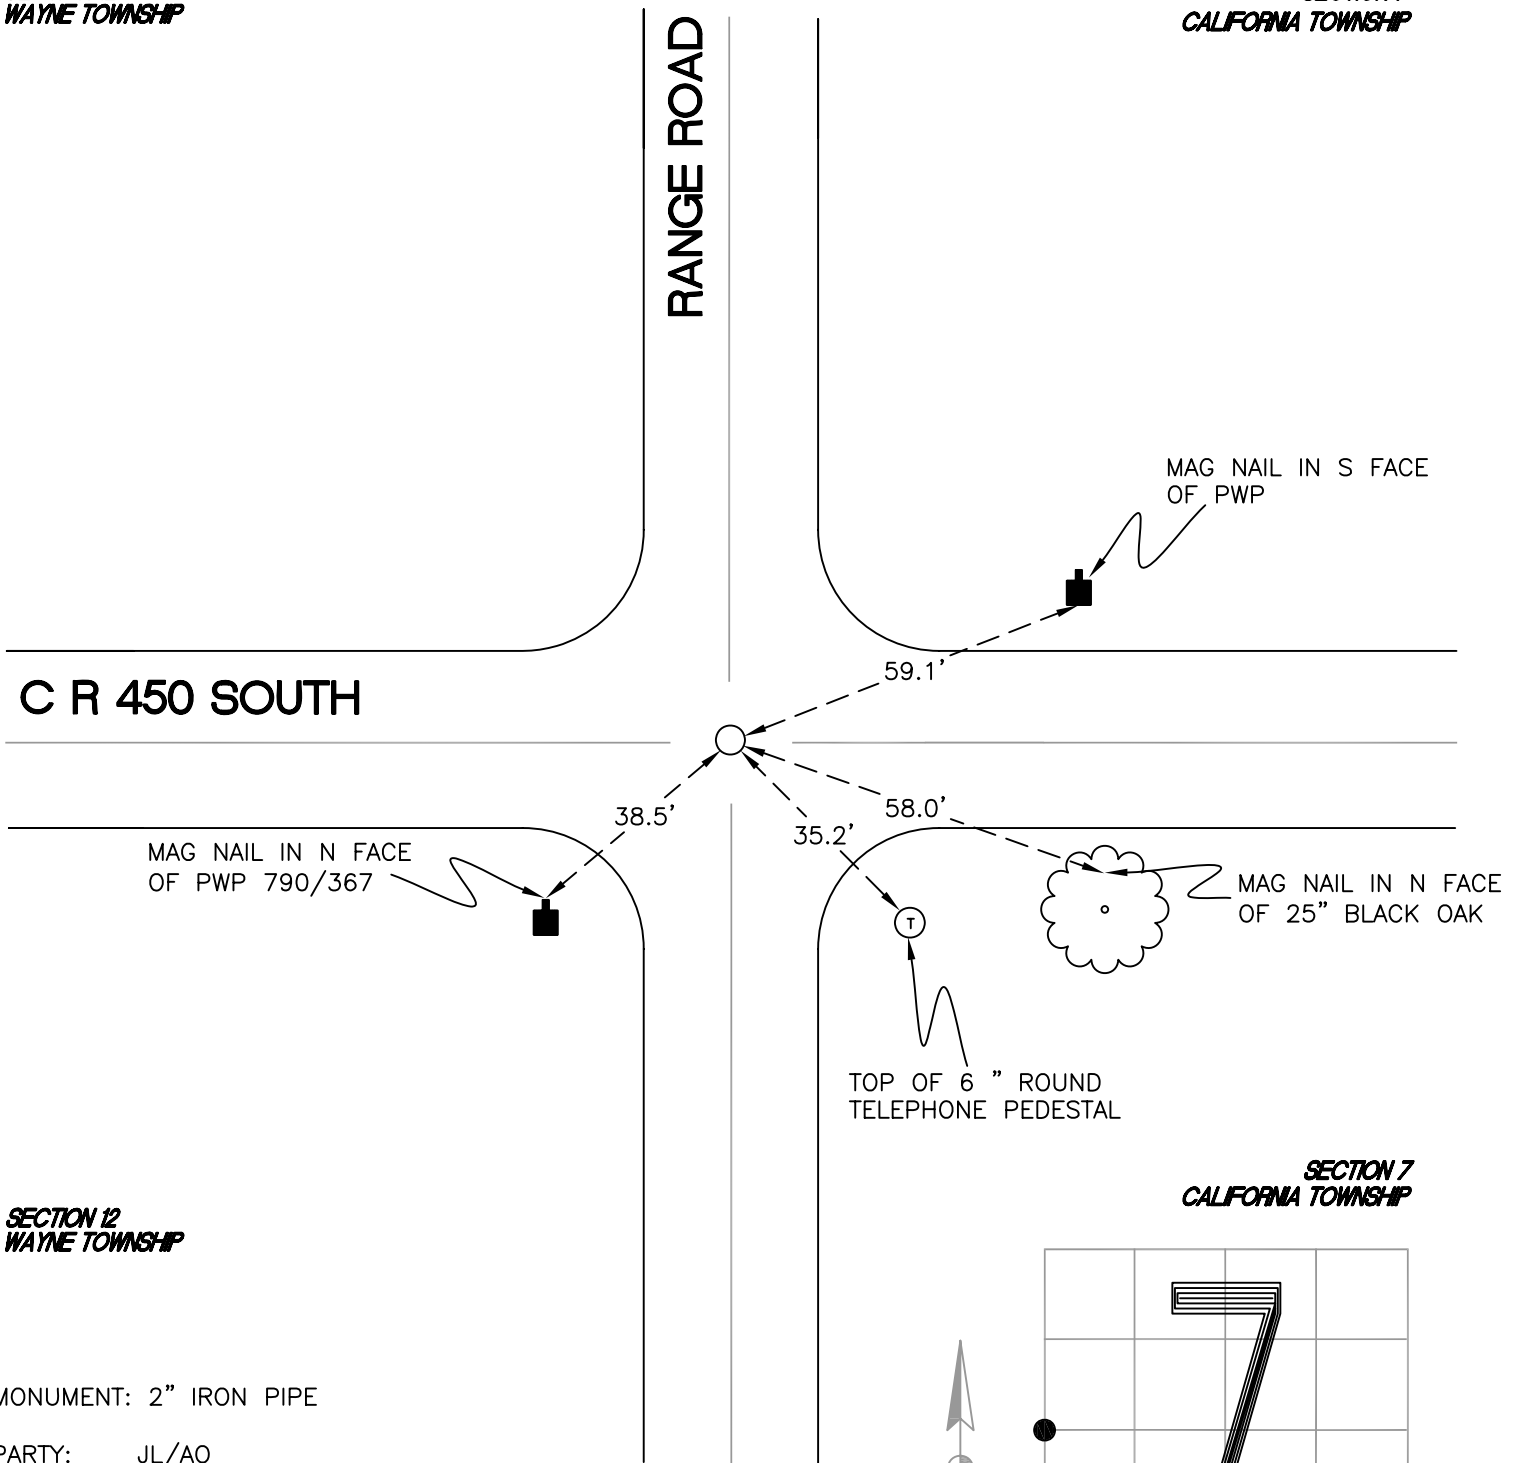 WAYNE TOWNSHIP
CALIFORNIA TOWNSHIP
RANGE ROAD
MAG NAIL IN S FACE
OF PWP
59.1'
C R 450 SOUTH
38.5'
58.0'
35.2'
MAG NAIL IN N FACE
OF PWP 790/367
MAG NAIL IN N FACE
OF 25" BLACK OAK
T
TOP OF 6 " ROUND
TELEPHONE PEDESTAL
SECTION 7
CALIFORNIA TOWNSHIP
SECTION 12
WAYNE TOWNSHIP
7
MONUMENT: 2" IRON PIPE
PARTY: JL/AO